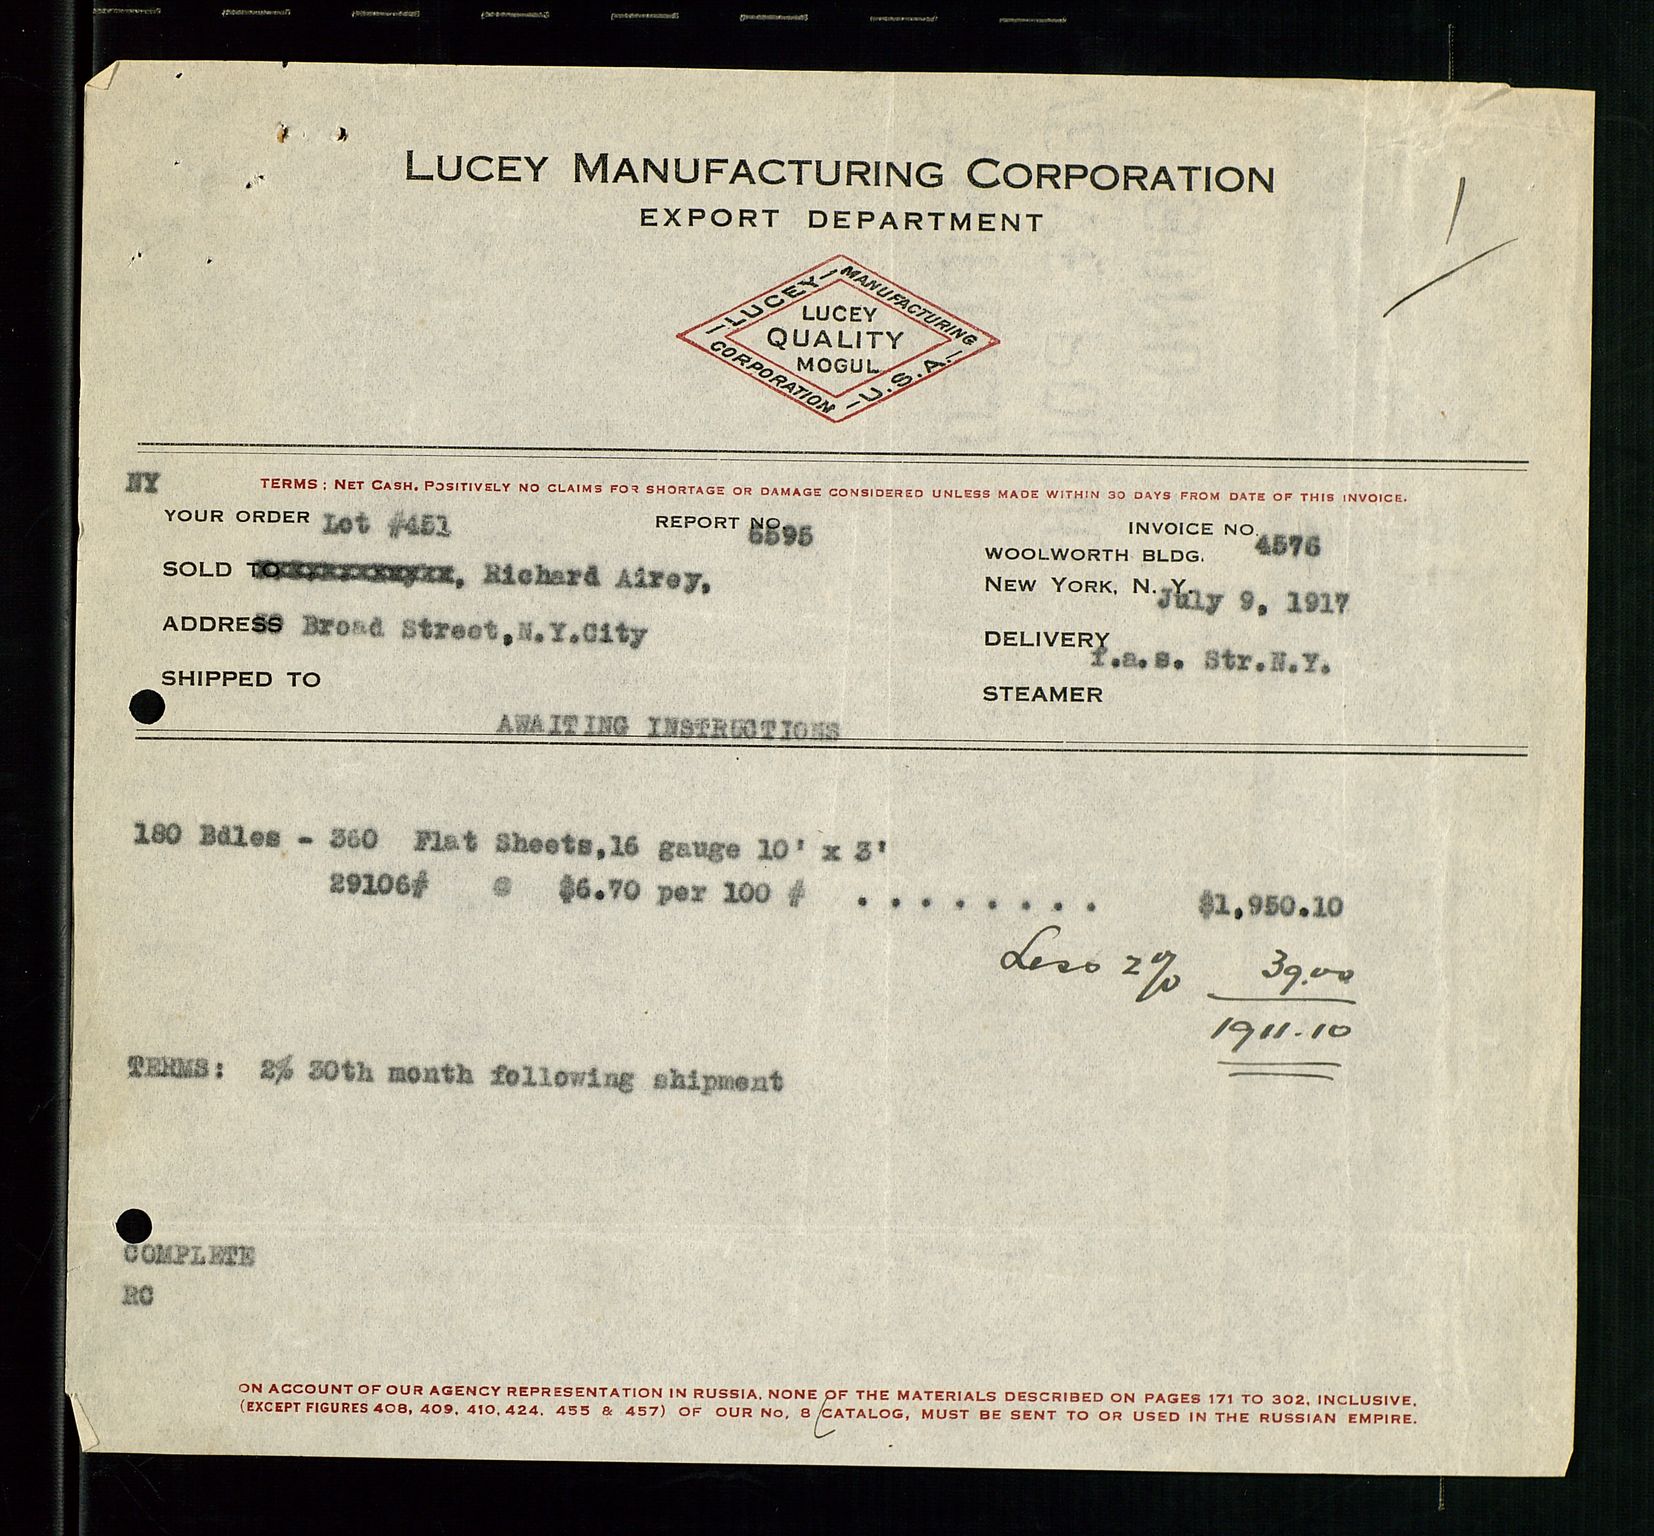 LUCEY MANUFACTURING CORPORATION
EXPORT DEPARTMENT
LUCEY MANUFACTURING
LUCEY
QUALITY
MOGUL
CORPORATION U.S.A.
NY
TERMS: NET CASH. POSITIVELY NO CLAIMS FOR SHORTAGE OR DAMAGE CONSIDERED UNLESS MADE WITHIN 30 DAYS FROM DATE OF THIS INVOICE.
YOUR ORDER Lot #451 REPORT NO. 6595 INVOICE NO. 4576
WOOLWORTH BLDG.
SOLD TO , Richard Airey,
NEW YORK, N. Y. July 9, 1917
ADDRESS Broad Street,N.Y.City
DELIVERY f.a.s. Str.N.Y.
SHIPPED TO
STEAMER
AWAITING INSTRUCTIONS
180 Bdles - 360 Flat Sheets,16 gauge 10' x 3'
29106# @ $6.70 per 100 # ........ $1,950.10
Less 2% 39.00
1911.10
TERMS: 2% 30th month following shipment
COMPLETE
RC
ON ACCOUNT OF OUR AGENCY REPRESENTATION IN RUSSIA, NONE OF THE MATERIALS DESCRIBED ON PAGES 171 TO 302, INCLUSIVE,
(EXCEPT FIGURES 408, 409, 410, 424, 455 & 457) OF OUR No. 8 CATALOG, MUST BE SENT TO OR USED IN THE RUSSIAN EMPIRE.